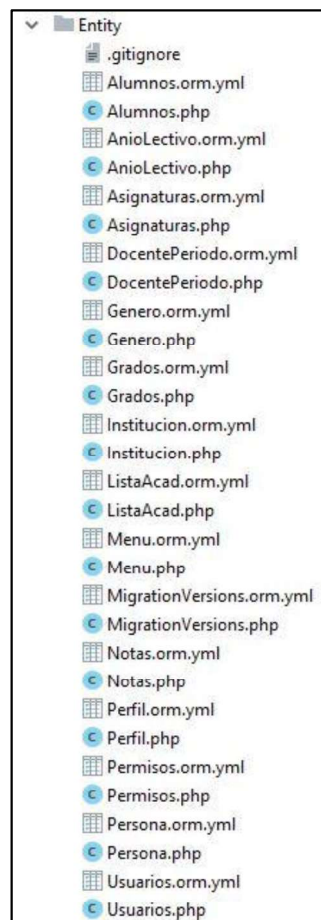 Entity
.gitignore
Alumnos.orm.yml
Alumnos.php
AnioLectivo.orm.yml
AnioLectivo.php
Asignaturas.orm.yml
Asignaturas.php
DocentePeriodo.orm.yml
DocentePeriodo.php
Genero.orm.yml
Genero.php
Grados.orm.yml
Grados.php
Institucion.orm.yml
Institucion.php
ListaAcad.orm.yml
ListaAcad.php
Menu.orm.yml
Menu.php
MigrationVersions.orm.yml
MigrationVersions.php
Notas.orm.yml
Notas.php
Perfil.orm.yml
Perfil.php
Permisos.orm.yml
Permisos.php
Persona.orm.yml
Persona.php
Usuarios.orm.yml
Usuarios.php